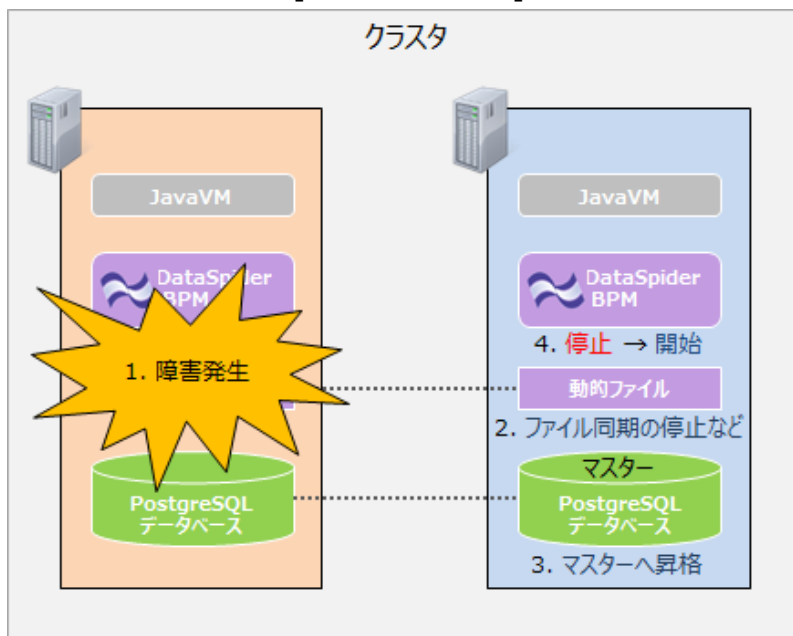 クラスタ
JavaVM
DataSpider
BPM
1. 障害発生
PostgreSQL
データベース
JavaVM
DataSpider
BPM
4. 停止 → 開始
動的ファイル
2. ファイル同期の停止など
マスター
PostgreSQL
データベース
3. マスターへ昇格